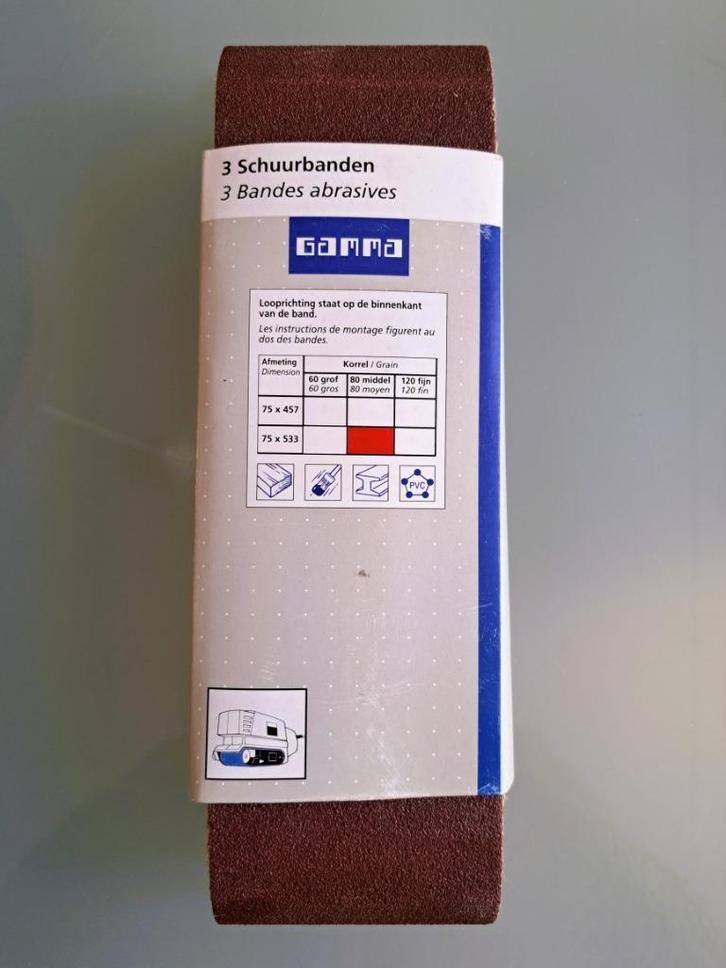 3 Schuurbanden
3 Bandes abrasives
GAMMA
Looprichting staat op de binnenkant
van de band.
Les instructions de montage figurent au
dos des bandes.
Afmeting
Dimension
Korrel / Grain
60 grof
60 gros
80 middel
80 moyen
120 fijn
120 fin
75 x 457
75 x 533
PVC